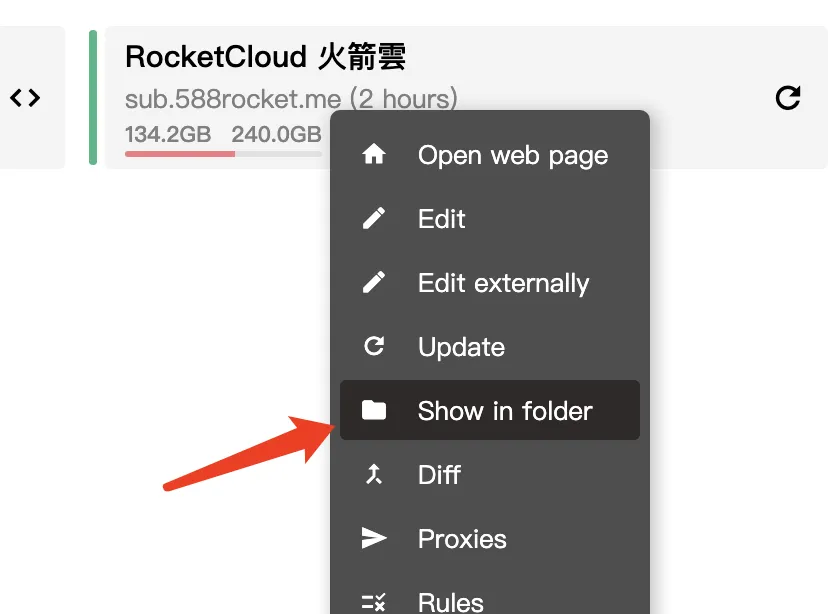 RocketCloud 火箭雲
sub.588rocket.me (2 hours)
134.2GB 240.0GB
Open web page
Edit
Edit externally
Update
Show in folder
Diff
Proxies
Rules